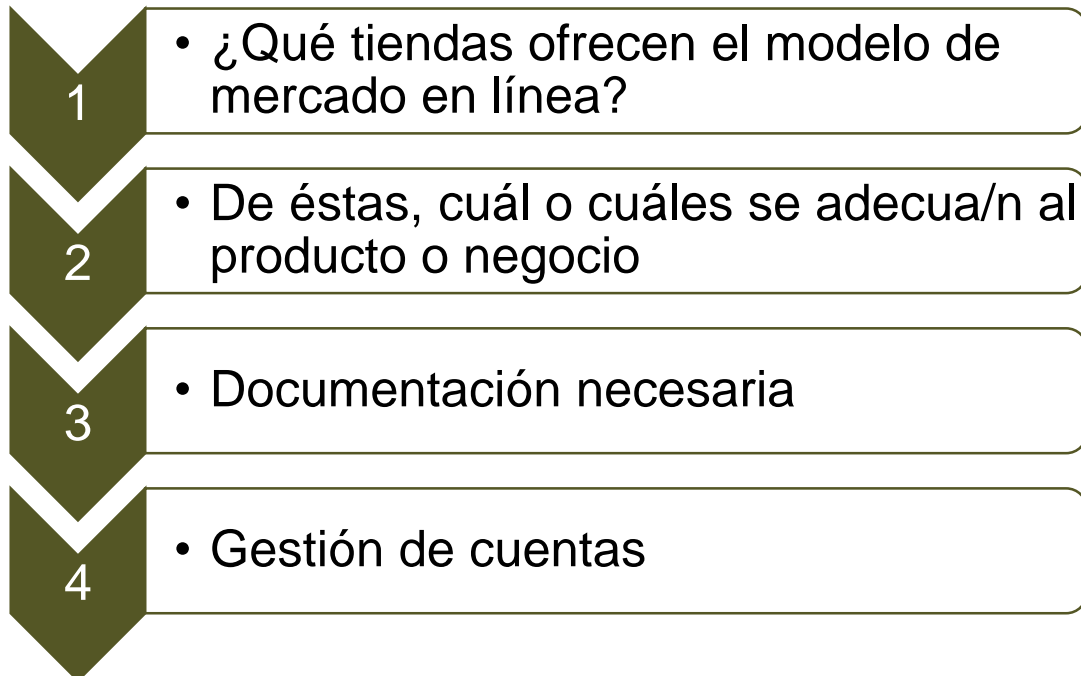 1
• ¿Qué tiendas ofrecen el modelo de
mercado en línea?
2
• De éstas, cuál o cuáles se adecua/n al
producto o negocio
3
• Documentación necesaria
4
• Gestión de cuentas